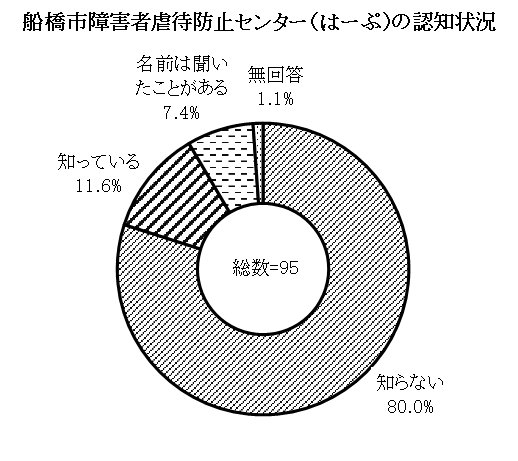 船橋市障害者虐待防止センター（はーぷ）の認知状況
名前は聞い
たことがある
7.4%
無回答
1.1%
知っている
11.6%
総数=95
知らない
80.0%